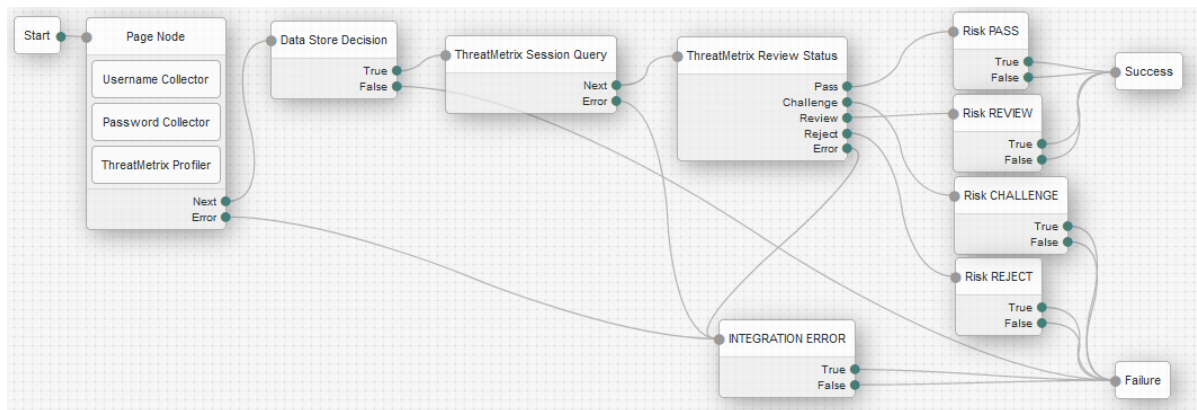 Start
Page Node
Username Collector
Password Collector
ThreatMetrix Profiler
Next
Error
Data Store Decision
True
False
ThreatMetrix Session Query
Next
Error
ThreatMetrix Review Status
Pass
Challenge
Review
Reject
Error
Risk PASS
True
False
Risk REVIEW
True
False
Risk CHALLENGE
True
False
Risk REJECT
True
False
INTEGRATION ERROR
True
False
Success
Failure